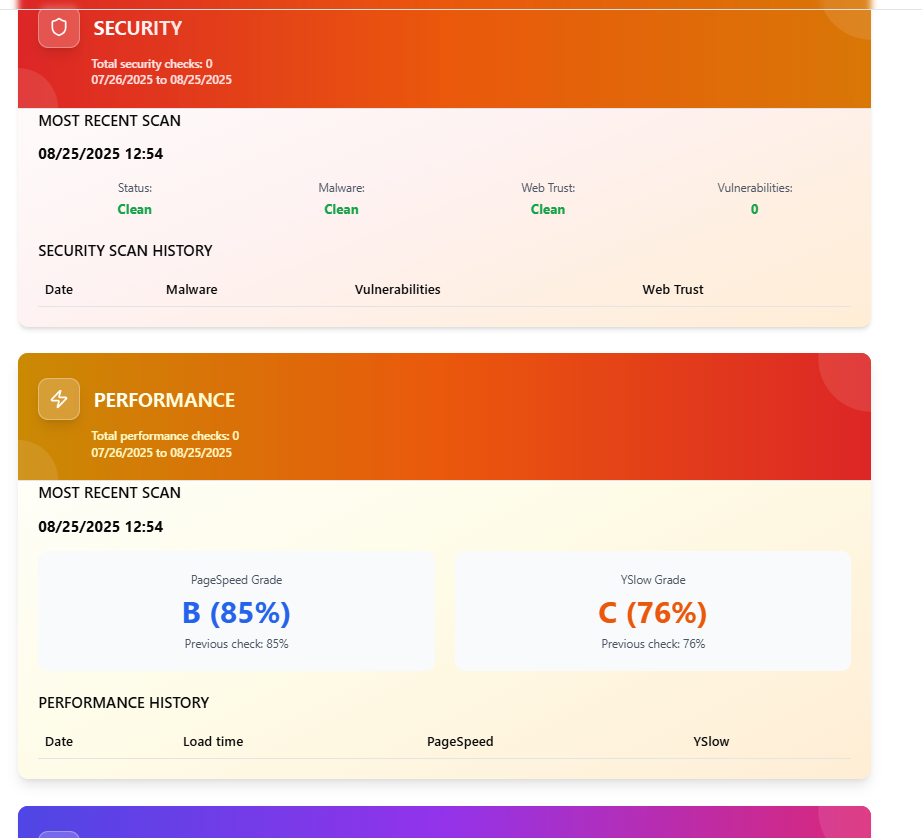 SECURITY
Total security checks: 0
07/26/2025 to 08/25/2025
MOST RECENT SCAN
08/25/2025 12:54
Status: Malware: Web Trust: Vulnerabilities:
Clean Clean Clean 0
SECURITY SCAN HISTORY
Date Malware Vulnerabilities Web Trust
PERFORMANCE
Total performance checks: 0
07/26/2025 to 08/25/2025
MOST RECENT SCAN
08/25/2025 12:54
PageSpeed Grade YSlow Grade
B (85%) C (76%)
Previous check: 85% Previous check: 76%
PERFORMANCE HISTORY
Date Load time PageSpeed YSlow